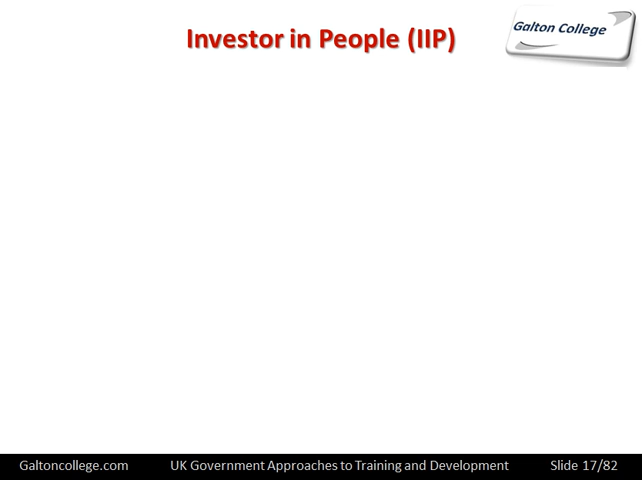 Investor in People (IIP)
Galton College
Galtoncollege.com UK Government Approaches to Training and Development Slide 17/82